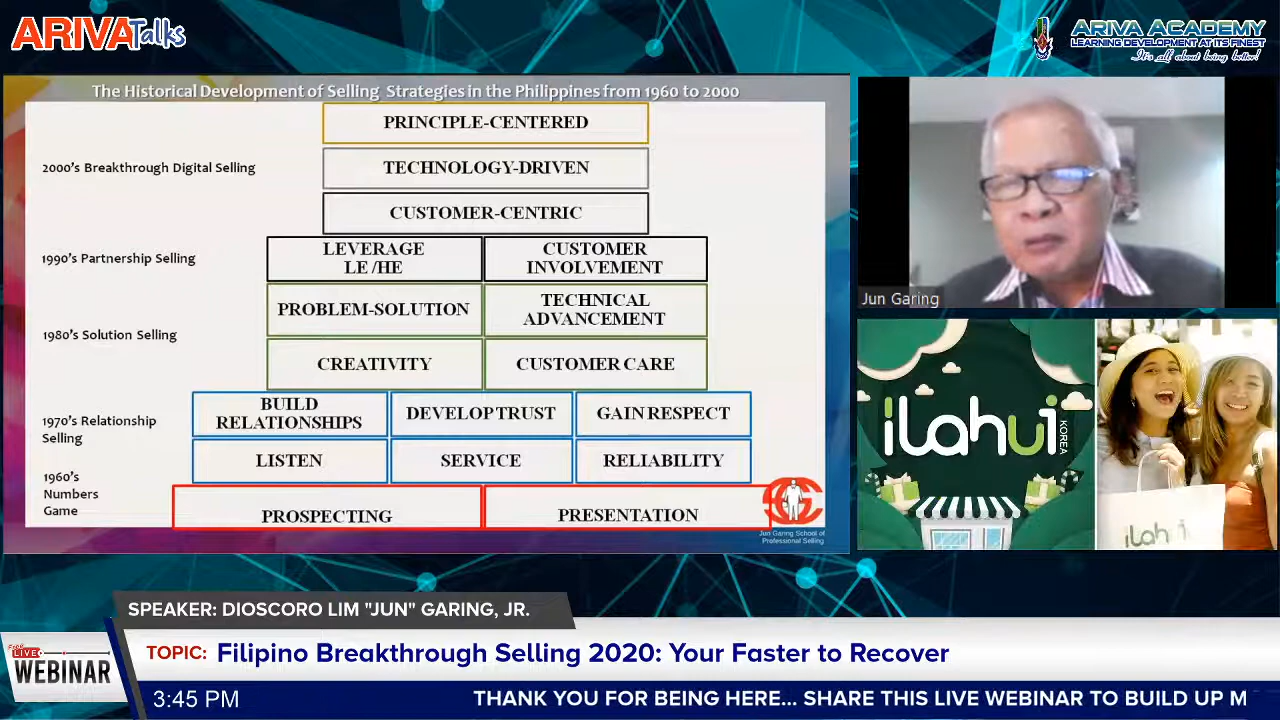 ARIVATalks
ARIVA ACADEMY
LEARNING DEVELOPMENT AT ITS FINEST
It's all about being better!
The Historical Development of Selling Strategies in the Philippines from 1960 to 2000
PRINCIPLE-CENTERED
2000's Breakthrough Digital Selling
TECHNOLOGY-DRIVEN
CUSTOMER-CENTRIC
1990's Partnership Selling
LEVERAGE
LE /HE
CUSTOMER
INVOLVEMENT
PROBLEM-SOLUTION
TECHNICAL
ADVANCEMENT
1980's Solution Selling
CREATIVITY
CUSTOMER CARE
1970's Relationship
Selling
BUILD
RELATIONSHIPS
DEVELOP TRUST
GAIN RESPECT
LISTEN
SERVICE
RELIABILITY
1960's
Numbers
Game
PROSPECTING
PRESENTATION
Jun Garing School of
Professional Selling
Jun Garing
ilahui
KOREA
ilahui
SPEAKER: DIOSCORO LIM "JUN" GARING, JR.
Free
LIVE
WEBINAR
TOPIC: Filipino Breakthrough Selling 2020: Your Faster to Recover
3:45 PM
THANK YOU FOR BEING HERE... SHARE THIS LIVE WEBINAR TO BUILD UP M